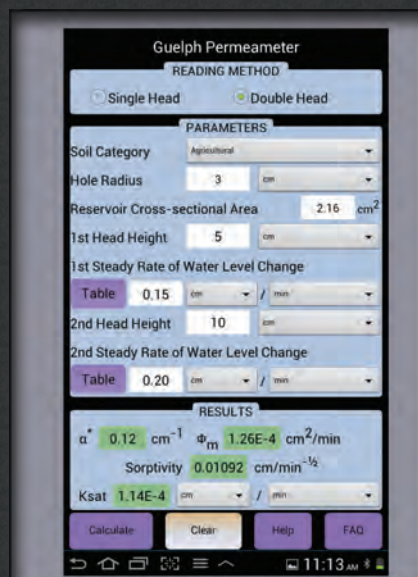 Guelph Permeameter
READING METHOD
Single Head Double Head
PARAMETERS
Soil Category Agricultural
Hole Radius 3 cm
Reservoir Cross-sectional Area 2.16 cm²
1st Head Height 5 cm
1st Steady Rate of Water Level Change
Table 0.15 cm / min
2nd Head Height 10 cm
2nd Steady Rate of Water Level Change
Table 0.20 cm / min
RESULTS
α* 0.12 cm⁻¹ Φm 1.26E-4 cm²/min
Sorptivity 0.01092 cm/min⁻½
Ksat 1.14E-4 cm / min
Calculate Clear Help FAQ
11:13 AM